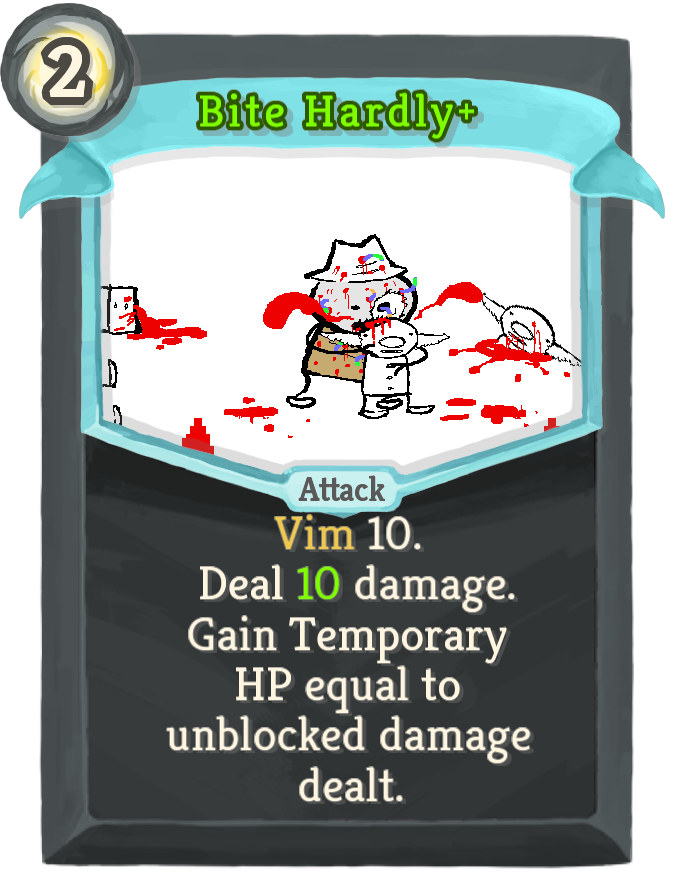 2
Bite Hardly+
Attack
Vim 10.
Deal 10 damage.
Gain Temporary
HP equal to
unblocked damage
dealt.